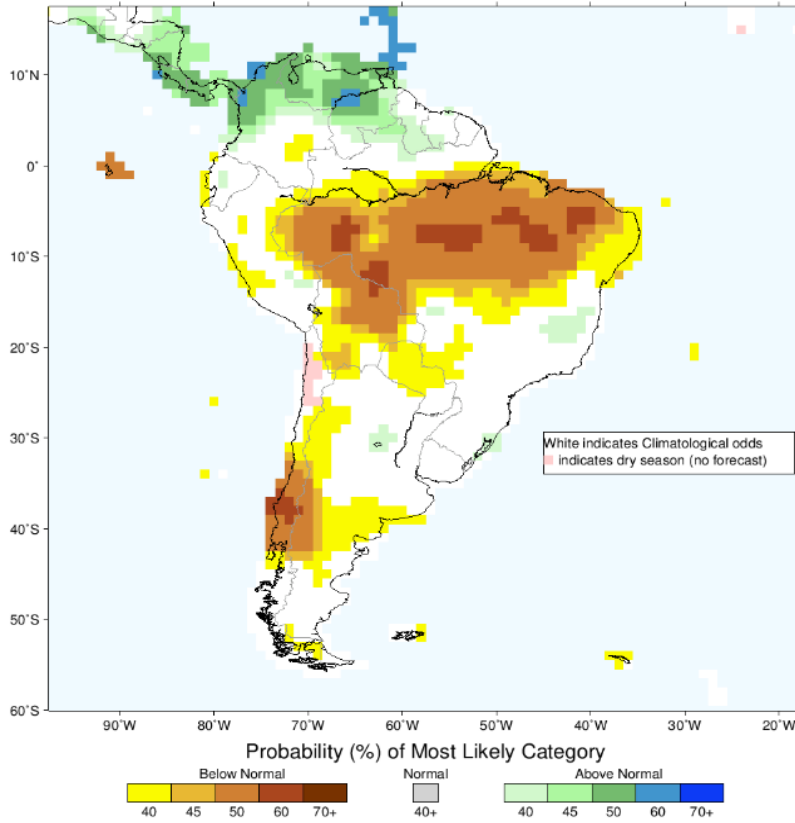 10°N
0°
10°S
20°S
30°S
40°S
50°S
60°S
White indicates Climatological odds
indicates dry season (no forecast)
90°W 80°W 70°W 60°W 50°W 40°W 30°W 20°W
Probability (%) of Most Likely Category
Below Normal Normal Above Normal
40 45 50 60 70+ 40+ 40 45 50 60 70+